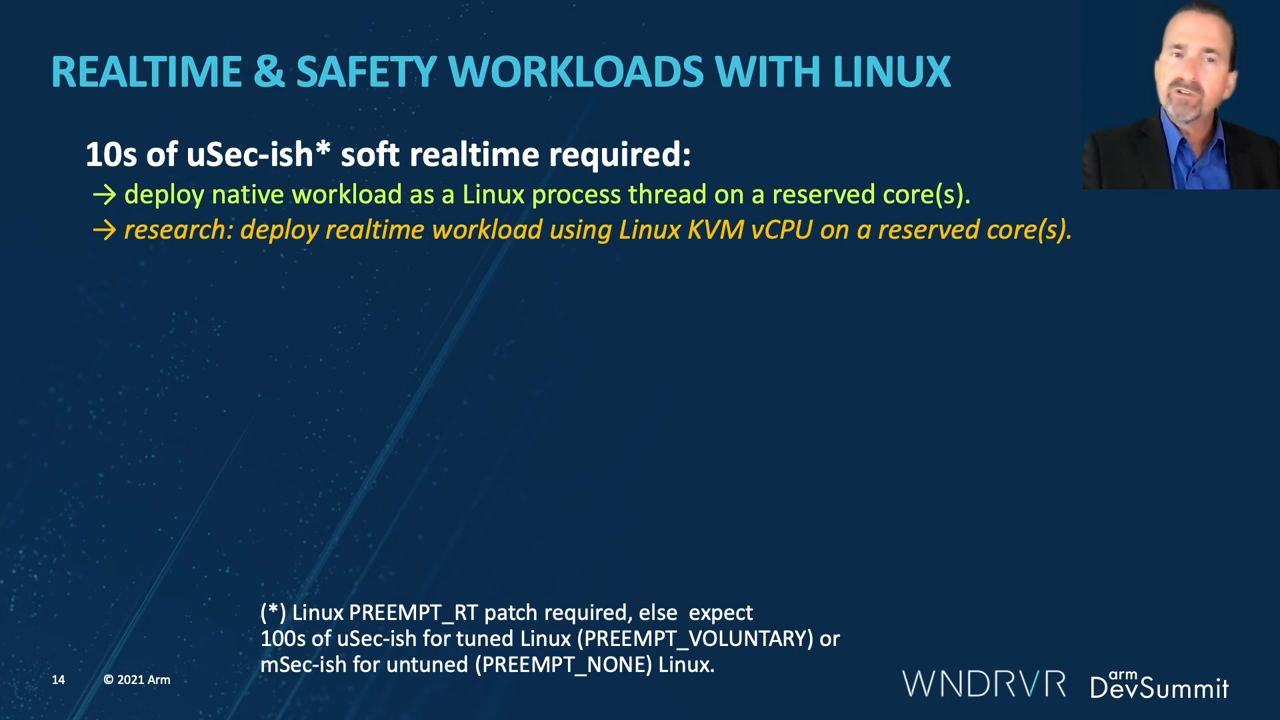 REALTIME & SAFETY WORKLOADS WITH LINUX
10s of uSec-ish* soft realtime required:
→ deploy native workload as a Linux process thread on a reserved core(s).
→ research: deploy realtime workload using Linux KVM vCPU on a reserved core(s).
(*) Linux PREEMPT_RT patch required, else expect
100s of uSec-ish for tuned Linux (PREEMPT_VOLUNTARY) or
mSec-ish for untuned (PREEMPT_NONE) Linux.
14 © 2021 Arm
WNDRVR
arm
DevSummit